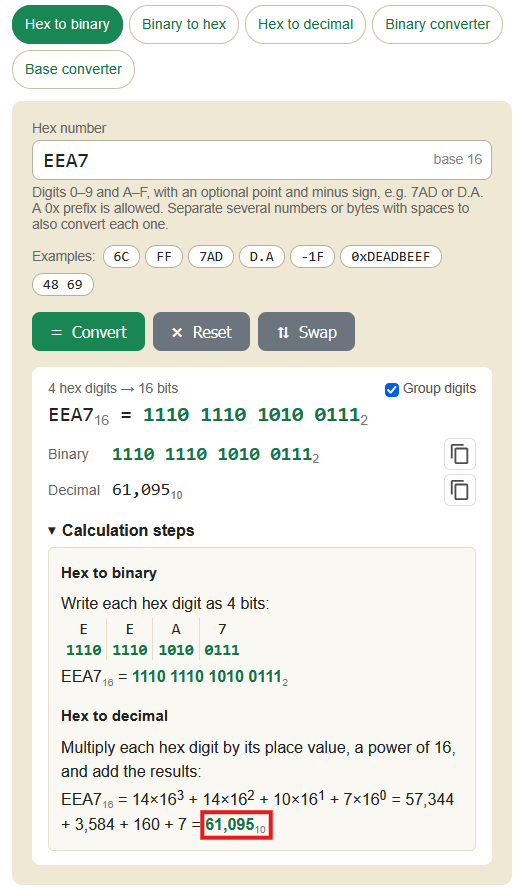 Hex to binary
Binary to hex
Hex to decimal
Binary converter
Base converter
Hex number
EEA7 base 16
Digits 0–9 and A–F, with an optional point and minus sign, e.g. 7AD or D.A.
A 0x prefix is allowed. Separate several numbers or bytes with spaces to
also convert each one.
Examples: 6C FF 7AD D.A -1F 0xDEADBEEF
48 69
= Convert × Reset ⇅ Swap
4 hex digits → 16 bits
Group digits
EEA7₁₆ = 1110 1110 1010 0111₂
Binary 1110 1110 1010 0111₂
Decimal 61,095₁₀
▾ Calculation steps
Hex to binary
Write each hex digit as 4 bits:
E E A 7
1110 1110 1010 0111
EEA7₁₆ = 1110 1110 1010 0111₂
Hex to decimal
Multiply each hex digit by its place value, a power of 16,
and add the results:
EEA7₁₆ = 14×16³ + 14×16² + 10×16¹ + 7×16⁰ = 57,344
+ 3,584 + 160 + 7 = 61,095₁₀